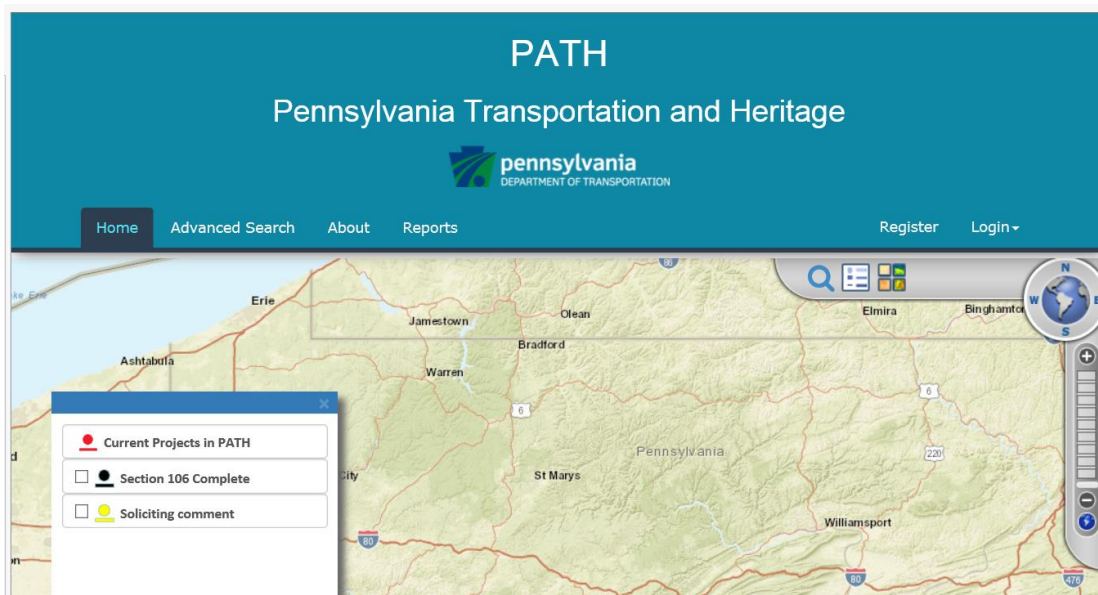 PATH
Pennsylvania Transportation and Heritage
pennsylvania
DEPARTMENT OF TRANSPORTATION
Home Advanced Search About Reports Register Login
86
N
Erie
Olean
Elmira
W
Jamestown
S
Bradford
Ashtabula
Warren
6
6
Current Projects in PATH
Pennsylvania
220
Section 106 Complete
City
St Marys
Soliciting comment
Williamsport
80
80
476